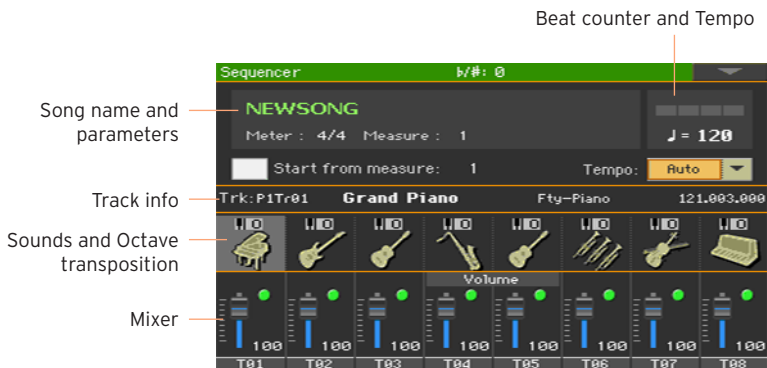 Beat counter and Tempo
Sequencer ♭/#: 0
Song name and
parameters
NEWSONG
Meter : 4/4 Measure : 1
♩ = 120
Start from measure: 1 Tempo: Auto
Track info
Trk:P1Tr01 Grand Piano Fty-Piano 121.003.000
Sounds and Octave
transposition
0 0 0 0 0 0 0 0
Volume
Mixer
100 100 100 100 100 100 100 100
T01 T02 T03 T04 T05 T06 T07 T08